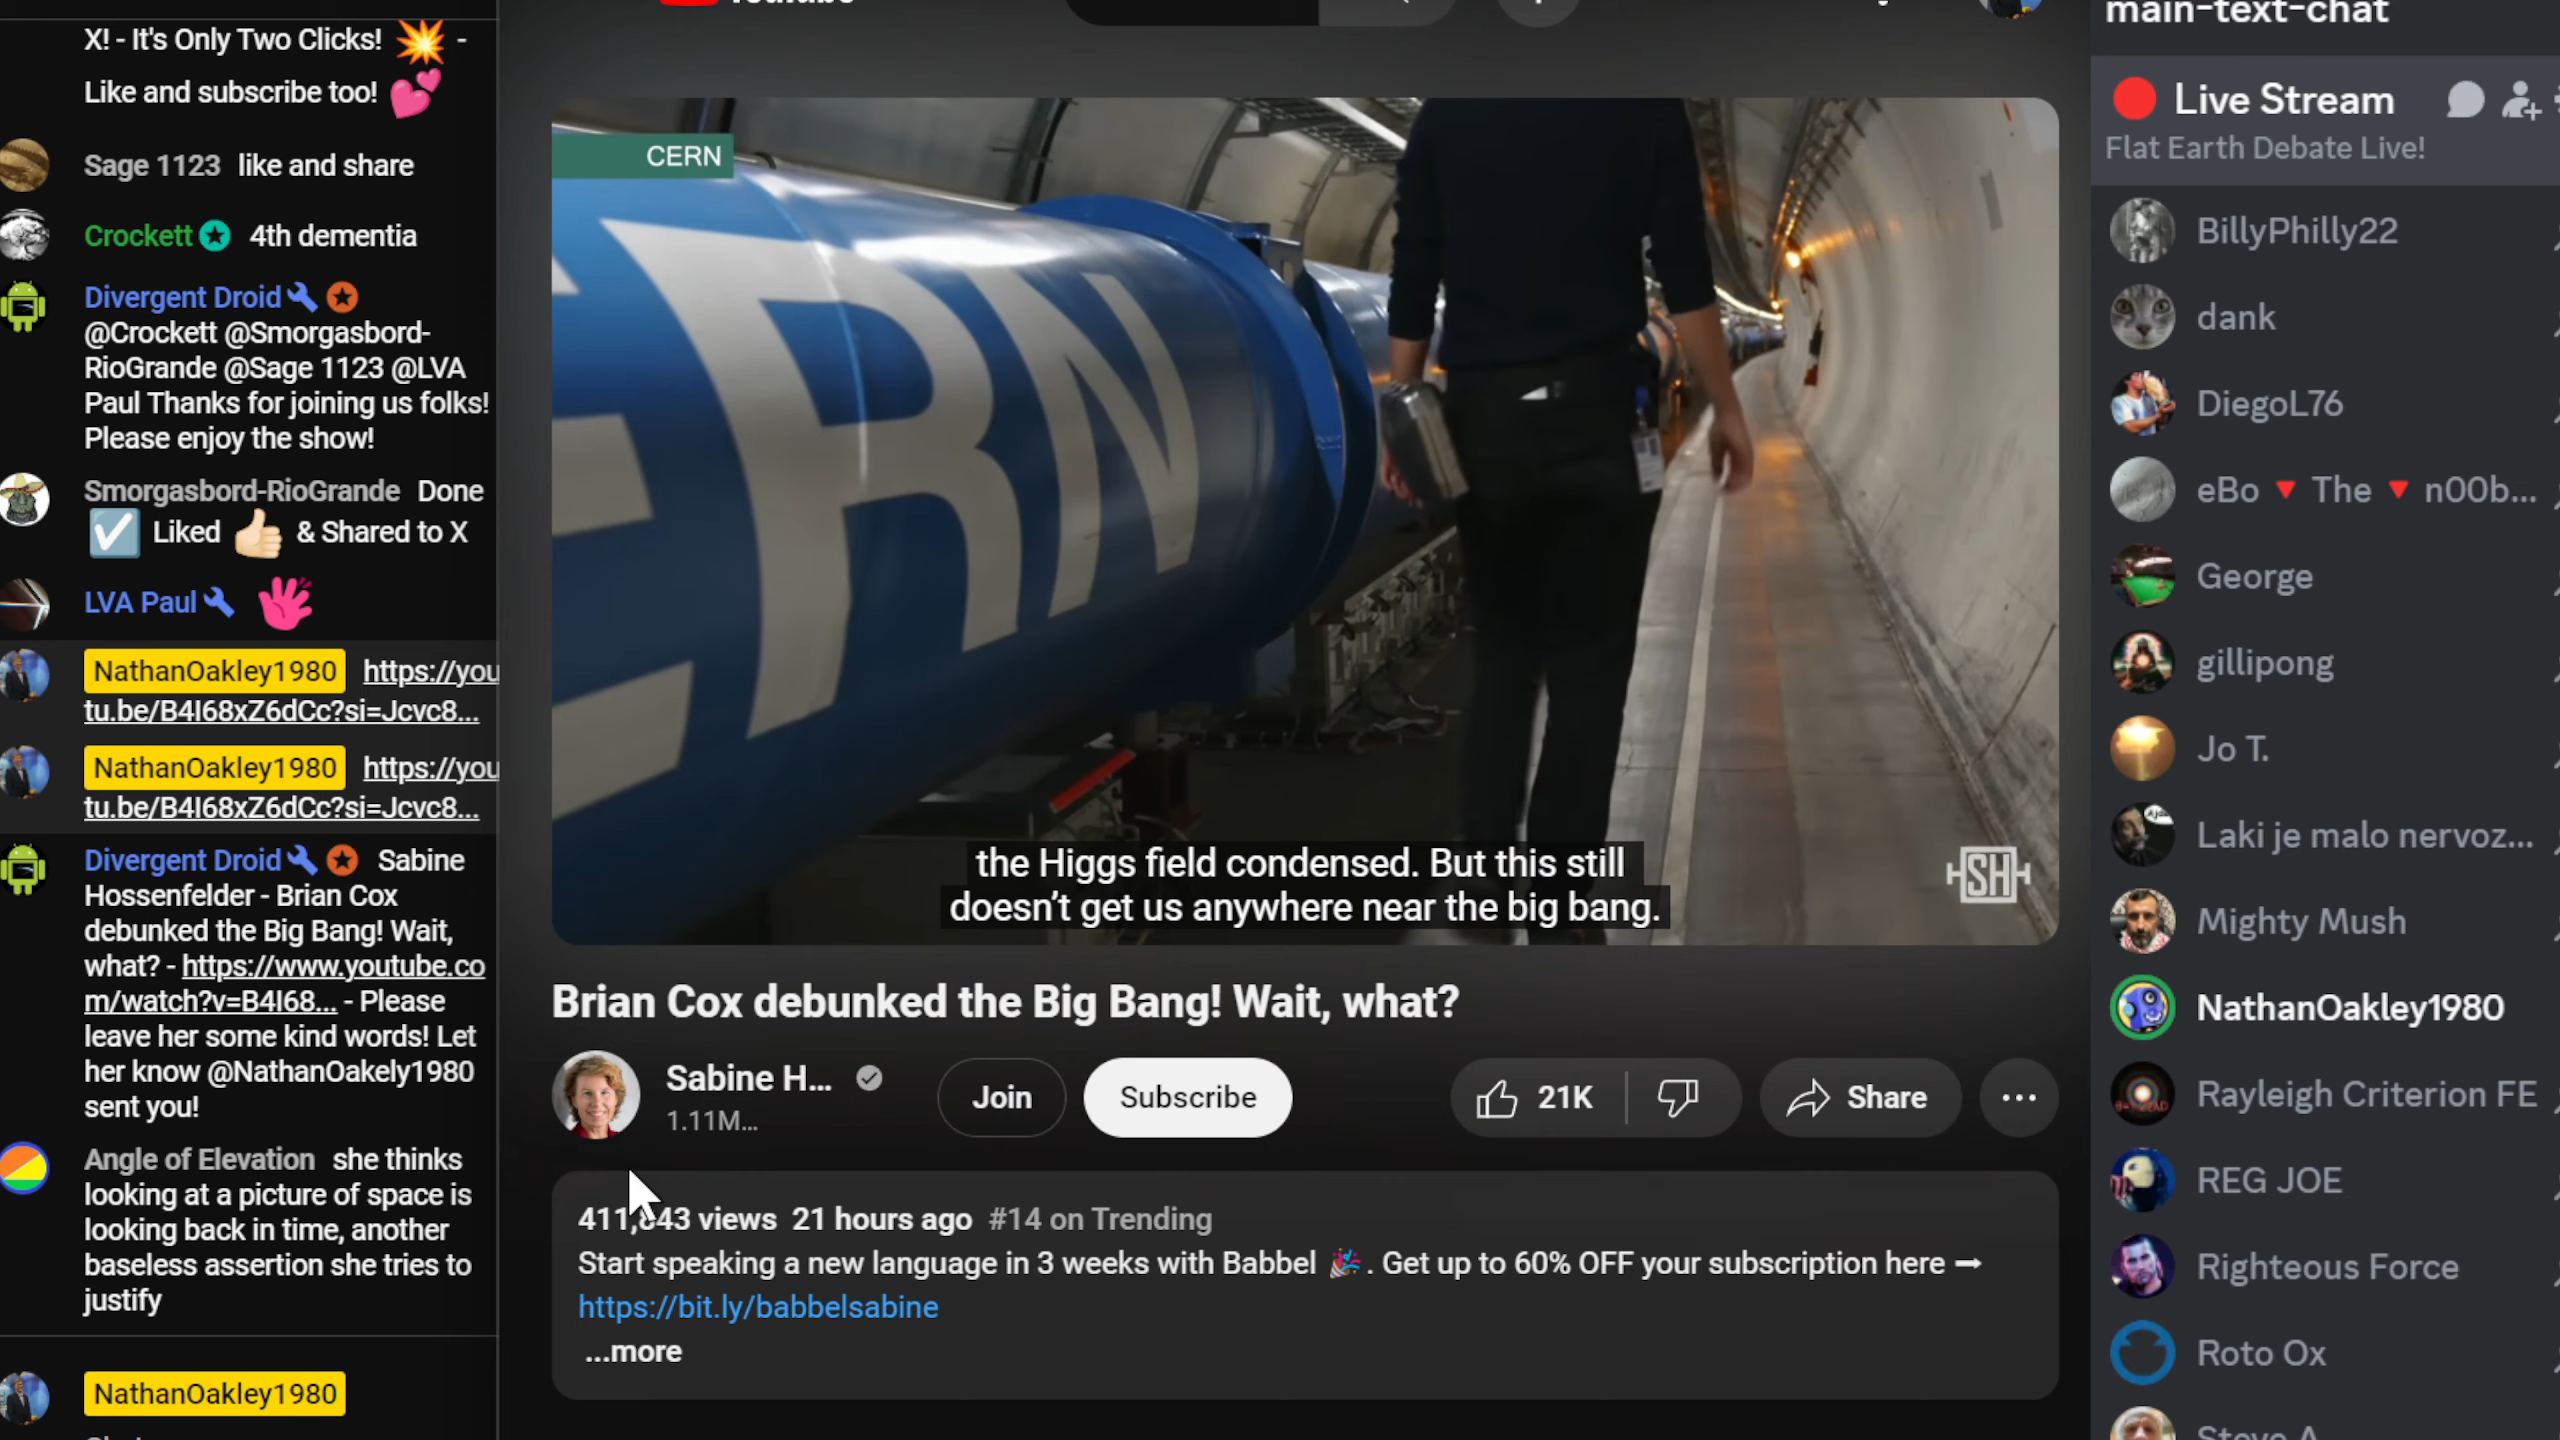 X! - It's Only Two Clicks! 💥 -
Like and subscribe too! 💕
Sage 1123 like and share
Crockett 4th dementia
Divergent Droid
@Crockett @Smorgasbord-
RioGrande @Sage 1123 @LVA
Paul Thanks for joining us folks!
Please enjoy the show!
Smorgasbord-RioGrande Done
☑️ Liked 👍🏻 & Shared to X
LVA Paul
NathanOakley1980 https://you
tu.be/B4I68xZ6dCc?si=Jcvc8...
NathanOakley1980 https://you
tu.be/B4I68xZ6dCc?si=Jcvc8...
Divergent Droid Sabine
Hossenfelder - Brian Cox
debunked the Big Bang! Wait,
what? - https://www.youtube.co
m/watch?v=B4I68... - Please
leave her some kind words! Let
her know @NathanOakely1980
sent you!
Angle of Elevation she thinks
looking at a picture of space is
looking back in time, another
baseless assertion she tries to
justify
NathanOakley1980
CERN
ERN
the Higgs field condensed. But this still
doesn't get us anywhere near the big bang.
SH
Brian Cox debunked the Big Bang! Wait, what?
Sabine H...
1.11M...
Join
Subscribe
21K
Share
411,843 views 21 hours ago #14 on Trending
Start speaking a new language in 3 weeks with Babbel 🎉. Get up to 60% OFF your subscription here ➞
https://bit.ly/babbelsabine
...more
main-text-chat
Live Stream
Flat Earth Debate Live!
BillyPhilly22
dank
DiegoL76
eBo 🔻 The 🔻 n00b...
George
gillipong
Jo T.
Laki je malo nervoz...
Mighty Mush
NathanOakley1980
Rayleigh Criterion FE
REG JOE
Righteous Force
Roto Ox
Steve A